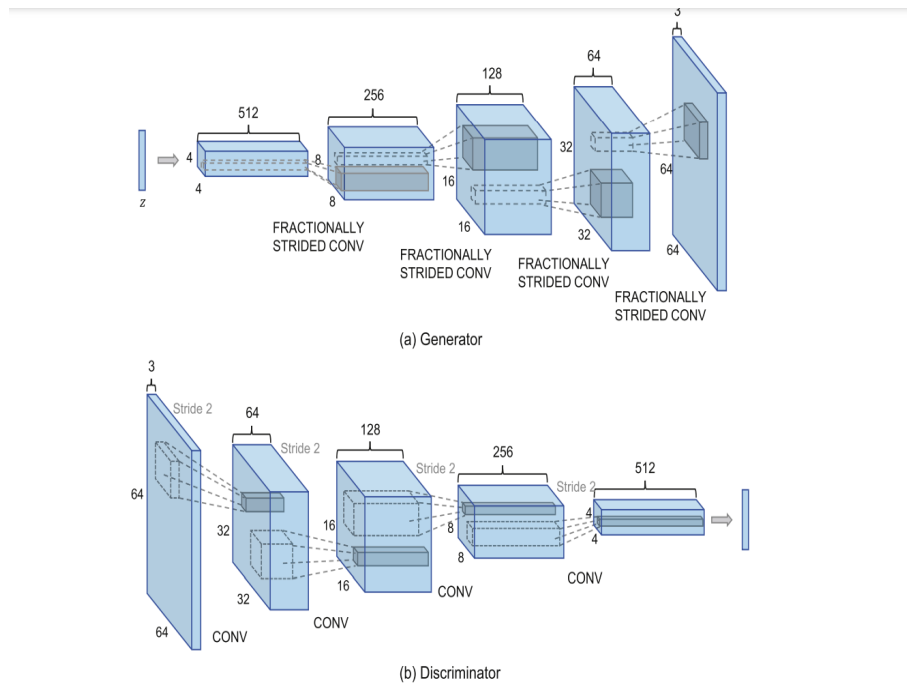 3
64
128
256
512
4
4
z
8
8
16
16
32
32
64
64
FRACTIONALLY
STRIDED CONV
FRACTIONALLY
STRIDED CONV
FRACTIONALLY
STRIDED CONV
FRACTIONALLY
STRIDED CONV
(a) Generator
3
Stride 2
64
Stride 2
128
Stride 2
256
Stride 2
512
64
64
32
32
16
16
8
8
4
4
CONV
CONV
CONV
CONV
(b) Discriminator